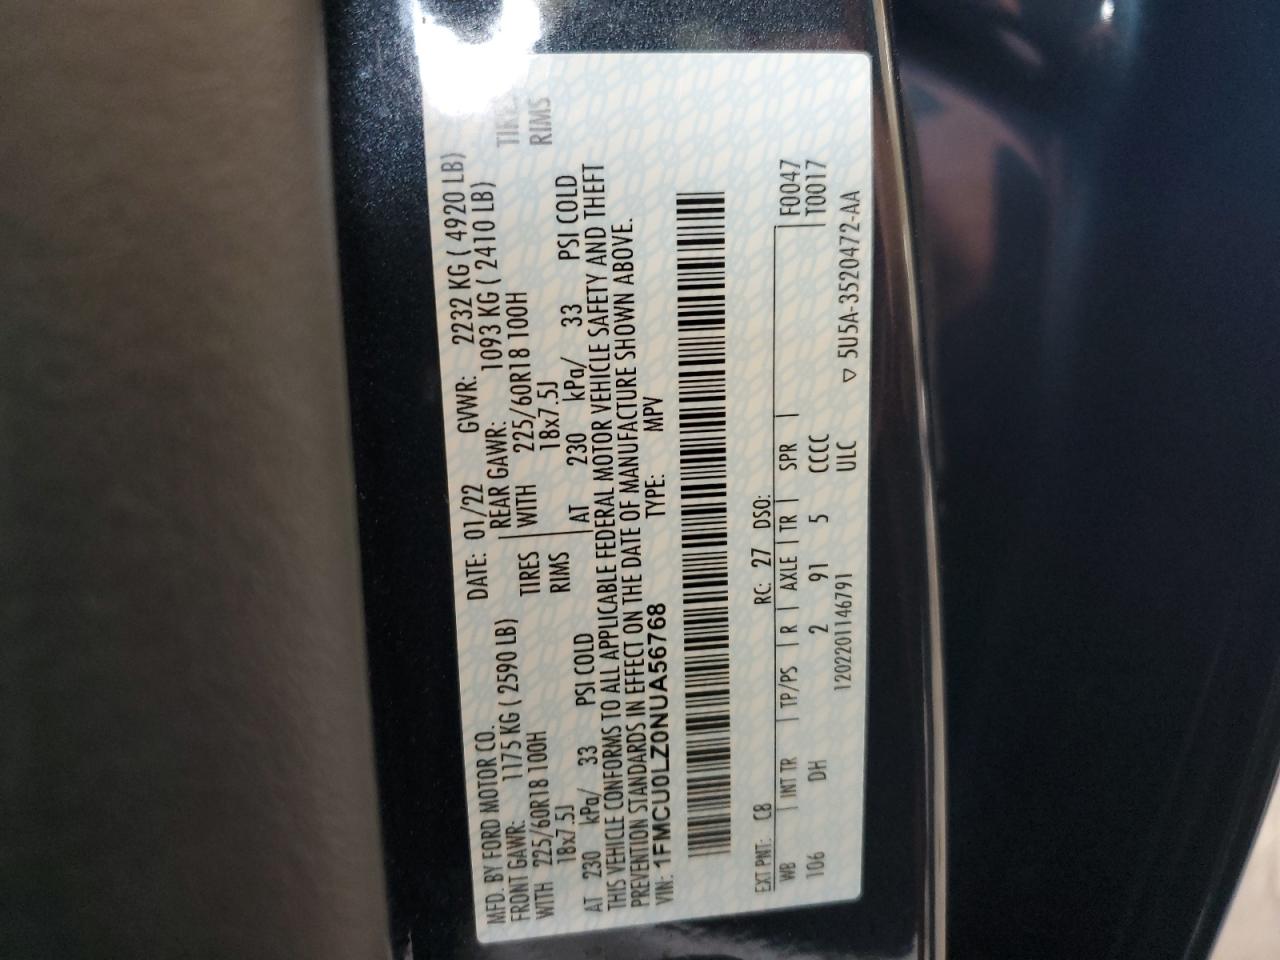 MFD. BY FORD MOTOR CO.
DATE: 01/22 GVWR: 2232 KG ( 4920 LB)
FRONT GAWR: 1175 KG ( 2590 LB)
REAR GAWR: 1093 KG ( 2410 LB)
WITH 225/60R18 100H TIRES
WITH 225/60R18 100H
18x7.5J RIMS
18x7.5J RIMS
AT 230 kPa/ 33 PSI COLD
AT 230 kPa/ 33 PSI COLD
THIS VEHICLE CONFORMS TO ALL APPLICABLE FEDERAL MOTOR VEHICLE SAFETY AND THEFT
PREVENTION STANDARDS IN EFFECT ON THE DATE OF MANUFACTURE SHOWN ABOVE.
VIN: 1FMCU0LZ0NUA56768 TYPE: MPV
EXT PNT: C8 RC: 27 DSO:
WB INT TR TP/PS R AXLE TR SPR F0047
106 DH 2 91 5 CCCC T0017
1202201146791 ULC ▽ 5U5A-3520472-AA